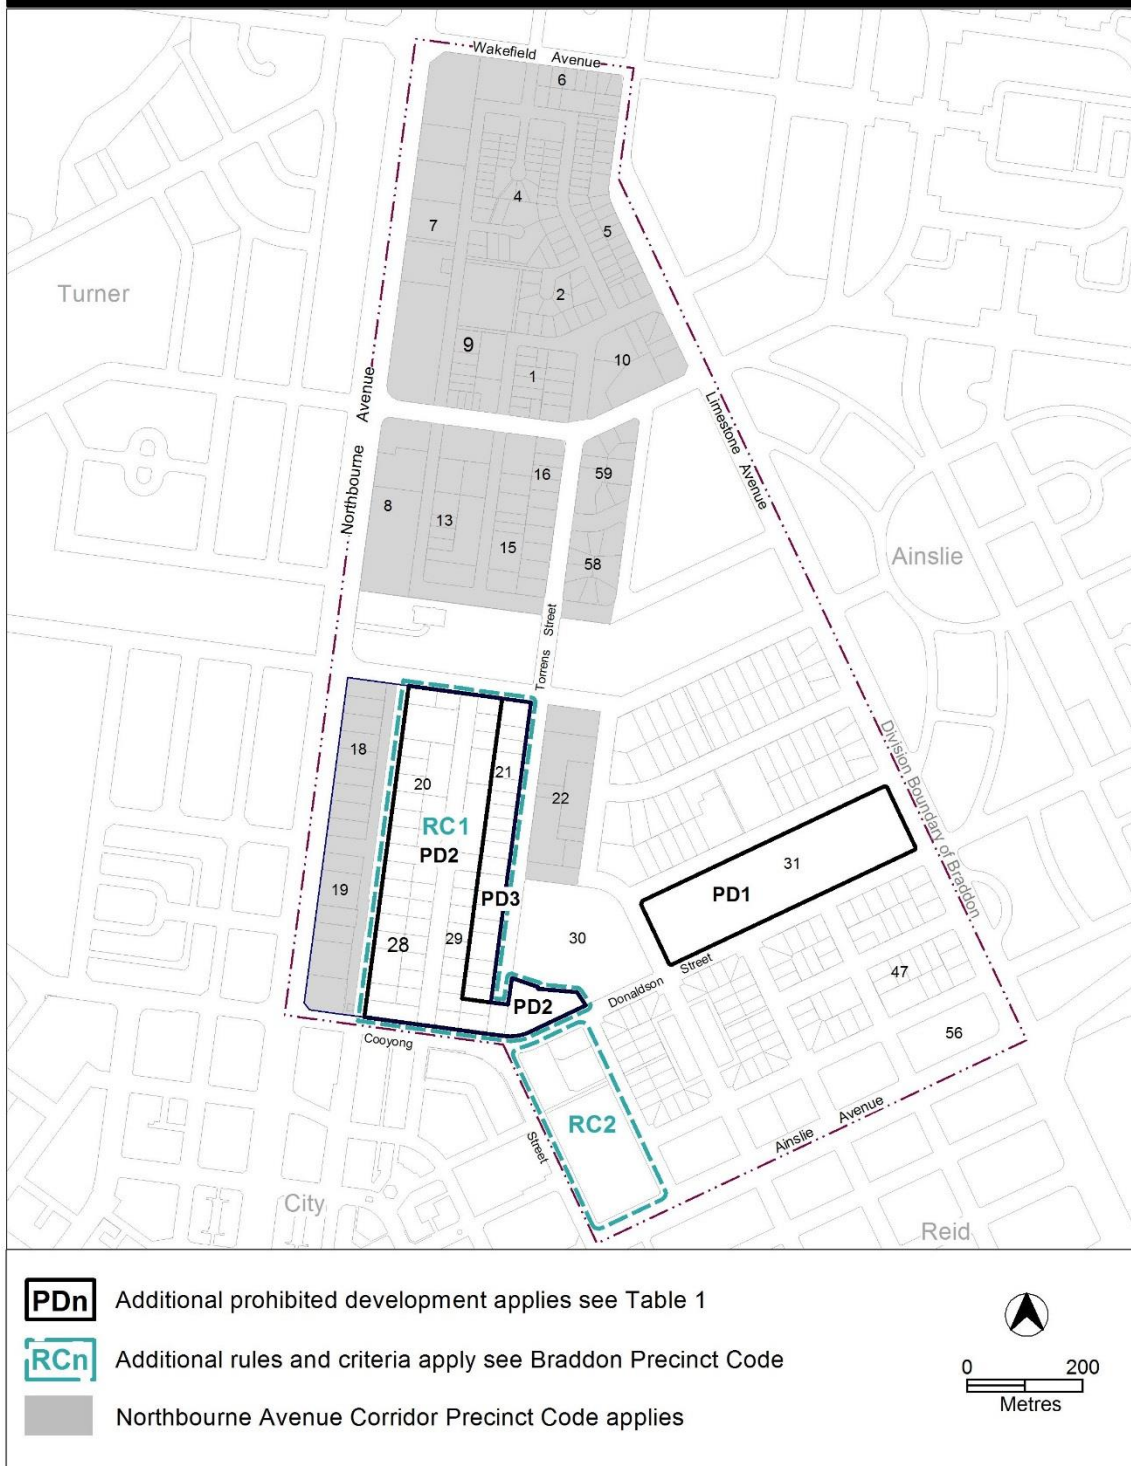 Wakefield Avenue
6
4
7
5
Turner
2
9
10
1
Northbourne Avenue
Limestone Avenue
16
59
8
13
15
58
Ainslie
Torrens Street
18
21
20
22
RC1
PD2
Division Boundary of Braddon
31
19
PD1
PD3
28
29
30
47
Donaldson Street
PD2
56
Cooyong Street
RC2
Ainslie Avenue
City
Reid
PDn Additional prohibited development applies see Table 1
RCn Additional rules and criteria apply see Braddon Precinct Code
Northbourne Avenue Corridor Precinct Code applies
0 200
Metres